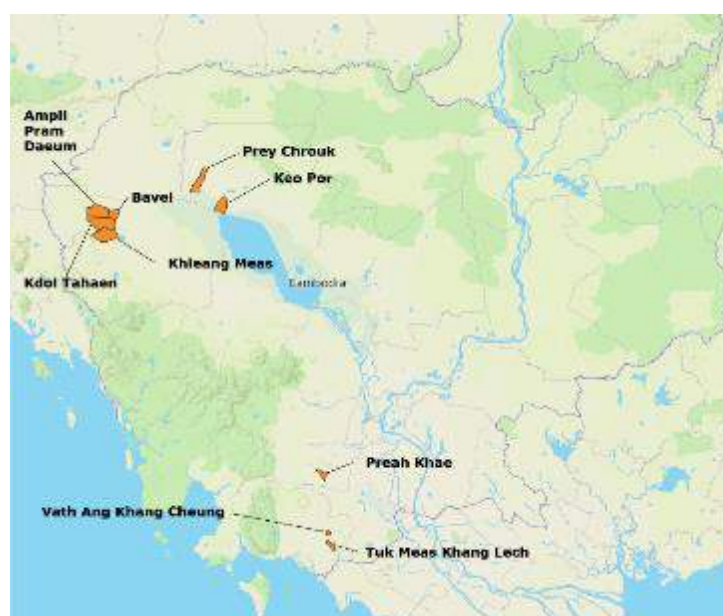 Ampil
Pram
Daeum
Prey Chrouk
Keo Por
Bavel
Khleang Meas
Kdol Tahaen
Cambodia
Preah Khae
Vath Ang Khang Cheung
Tuk Meas Khang Lech